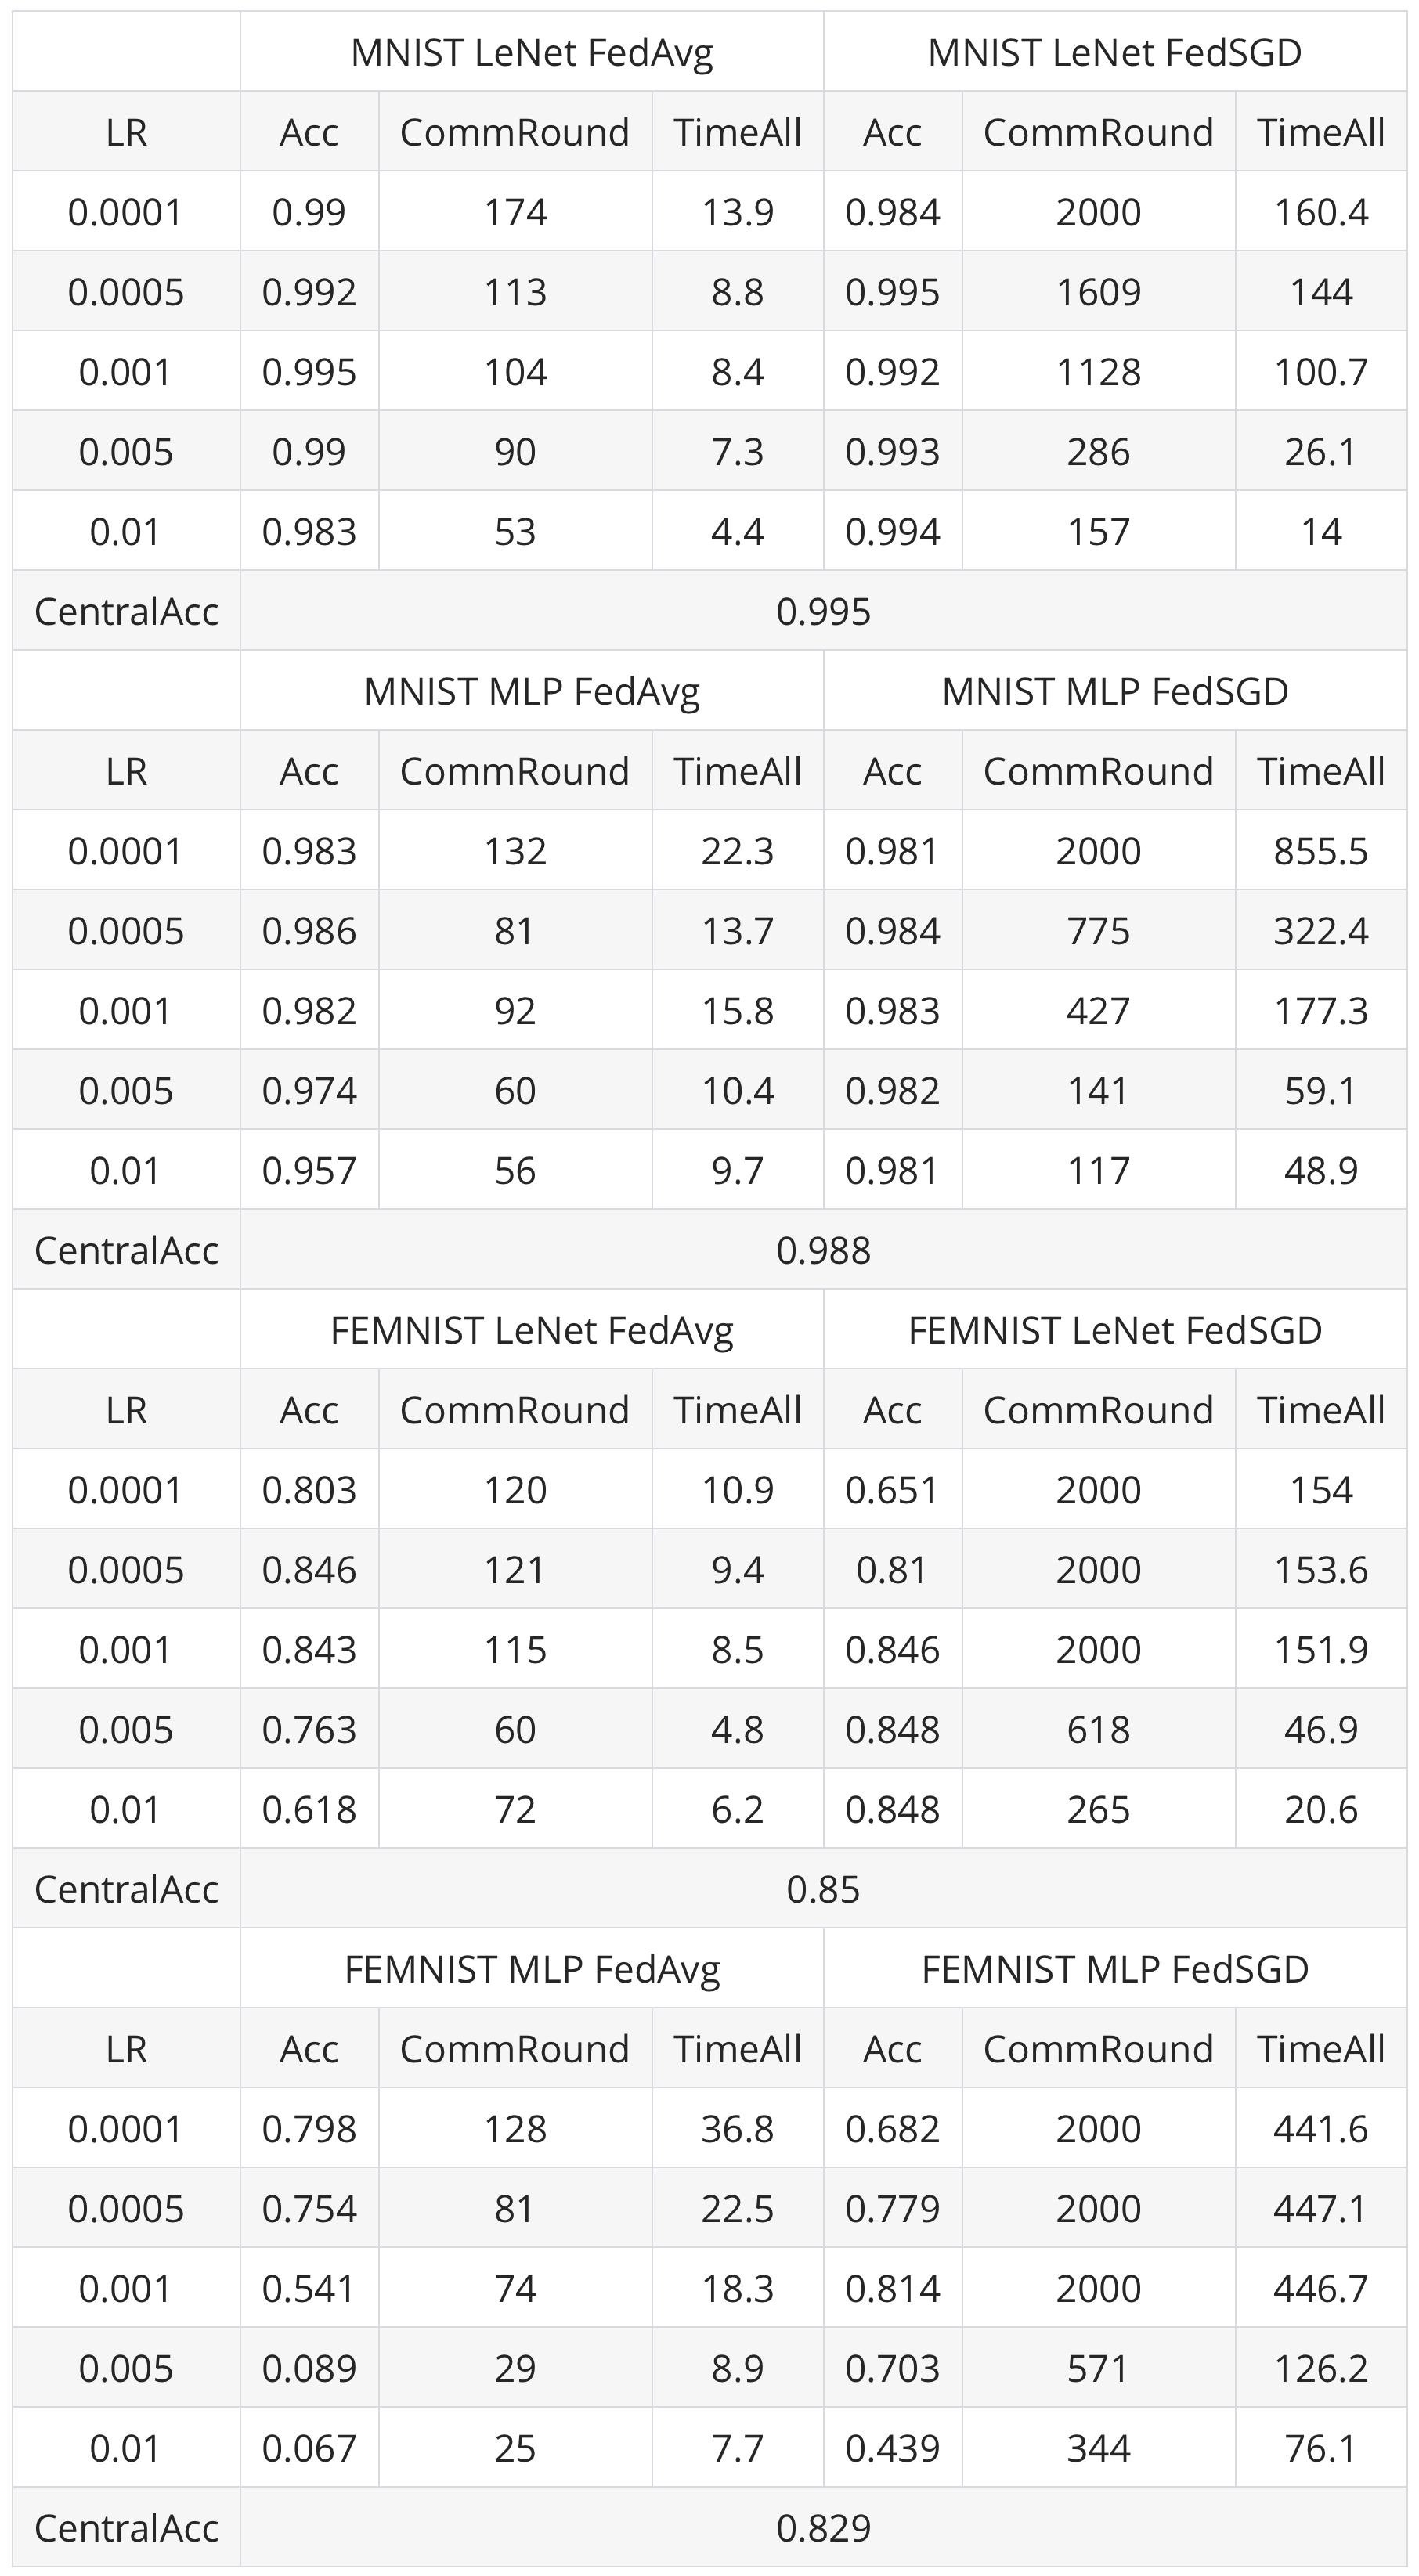 MNIST LeNet FedAvg MNIST LeNet FedSGD
LR Acc CommRound TimeAll Acc CommRound TimeAll
0.0001 0.99 174 13.9 0.984 2000 160.4
0.0005 0.992 113 8.8 0.995 1609 144
0.001 0.995 104 8.4 0.992 1128 100.7
0.005 0.99 90 7.3 0.993 286 26.1
0.01 0.983 53 4.4 0.994 157 14
CentralAcc 0.995
MNIST MLP FedAvg MNIST MLP FedSGD
LR Acc CommRound TimeAll Acc CommRound TimeAll
0.0001 0.983 132 22.3 0.981 2000 855.5
0.0005 0.986 81 13.7 0.984 775 322.4
0.001 0.982 92 15.8 0.983 427 177.3
0.005 0.974 60 10.4 0.982 141 59.1
0.01 0.957 56 9.7 0.981 117 48.9
CentralAcc 0.988
FEMNIST LeNet FedAvg FEMNIST LeNet FedSGD
LR Acc CommRound TimeAll Acc CommRound TimeAll
0.0001 0.803 120 10.9 0.651 2000 154
0.0005 0.846 121 9.4 0.81 2000 153.6
0.001 0.843 115 8.5 0.846 2000 151.9
0.005 0.763 60 4.8 0.848 618 46.9
0.01 0.618 72 6.2 0.848 265 20.6
CentralAcc 0.85
FEMNIST MLP FedAvg FEMNIST MLP FedSGD
LR Acc CommRound TimeAll Acc CommRound TimeAll
0.0001 0.798 128 36.8 0.682 2000 441.6
0.0005 0.754 81 22.5 0.779 2000 447.1
0.001 0.541 74 18.3 0.814 2000 446.7
0.005 0.089 29 8.9 0.703 571 126.2
0.01 0.067 25 7.7 0.439 344 76.1
CentralAcc 0.829